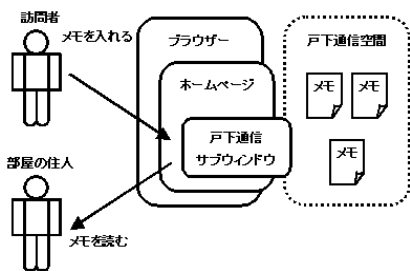 訪問者
メモを入れる
ブラウザー
戸下通信空間
ホームページ
メモ
メモ
戸下通信
サブウィンドウ
メモ
部屋の住人
メモを読む